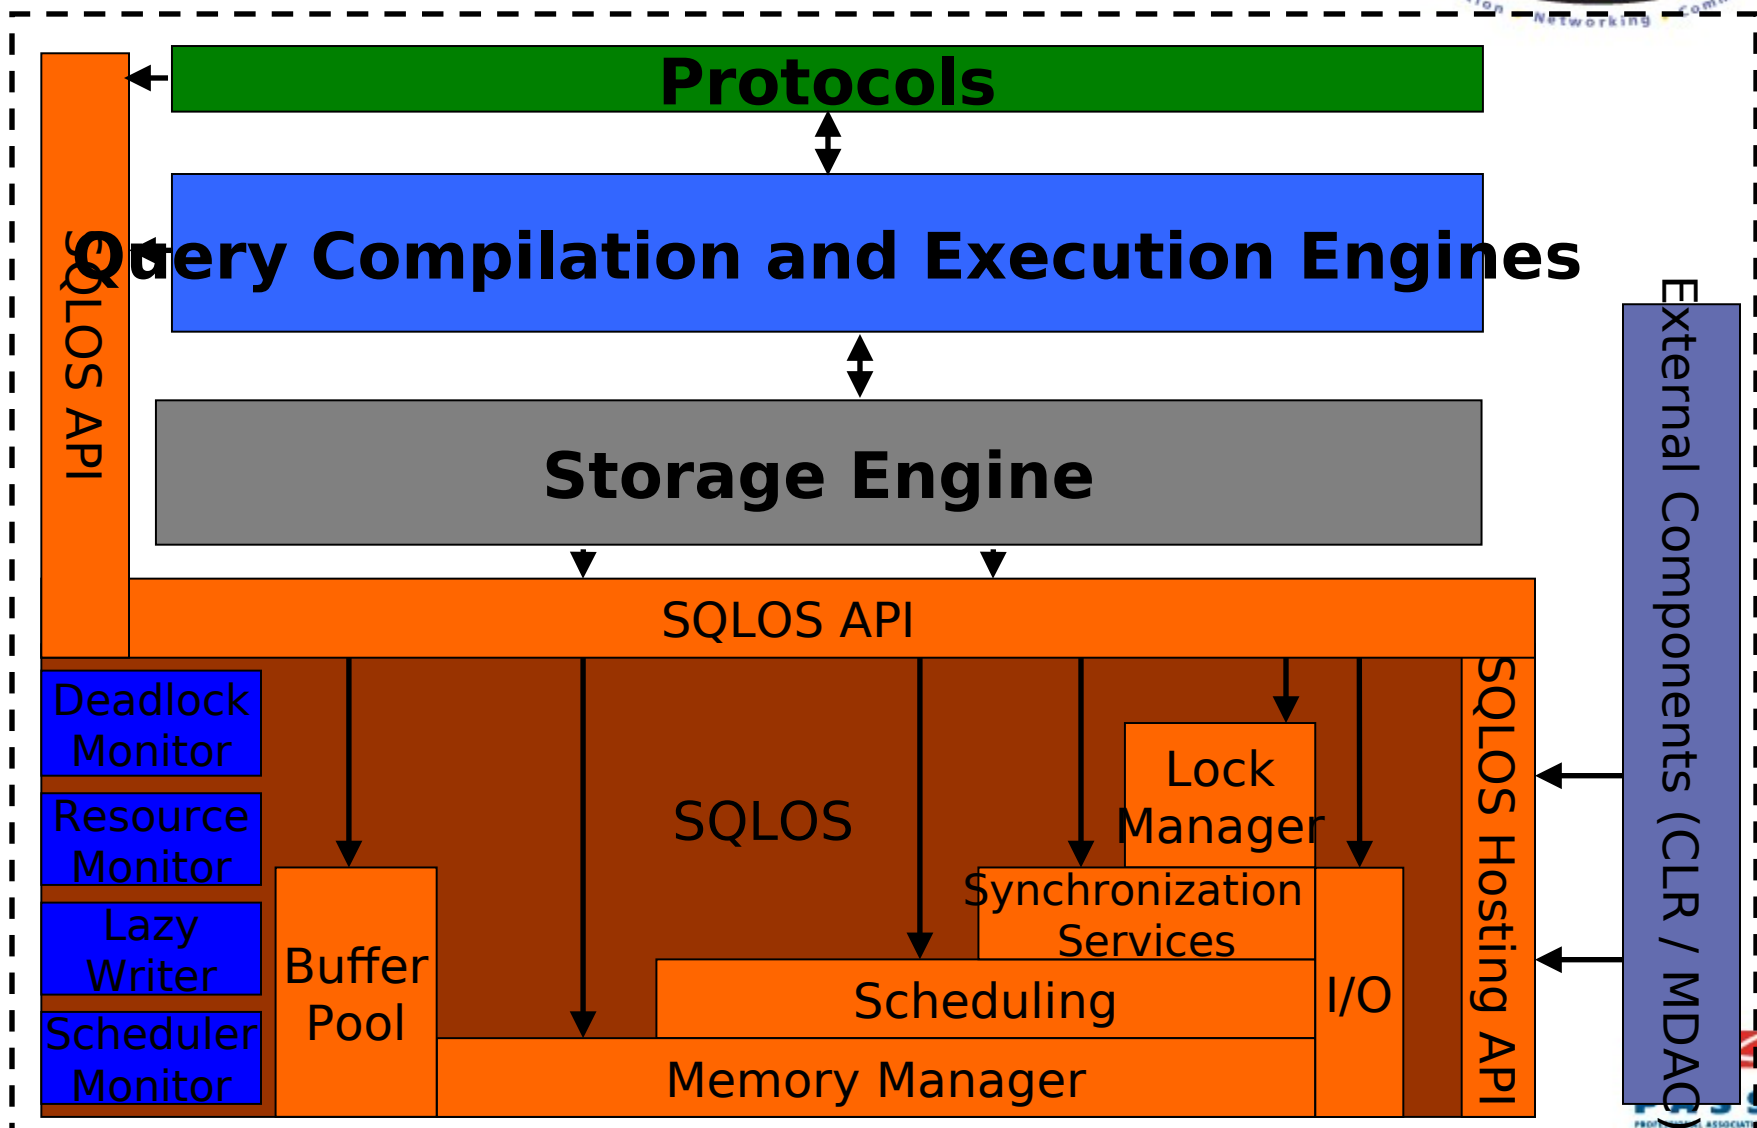 Networking
Protocols
SQLOS API
Query Compilation and Execution Engines
External Components (CLR / MDAC)
Storage Engine
SQLOS API
SQLOS Hosting API
Deadlock
Monitor
Resource
Monitor
Lazy
Writer
Scheduler
Monitor
SQLOS
Lock
Manager
Synchronization
Services
Buffer
Pool
Scheduling
I/O
Memory Manager